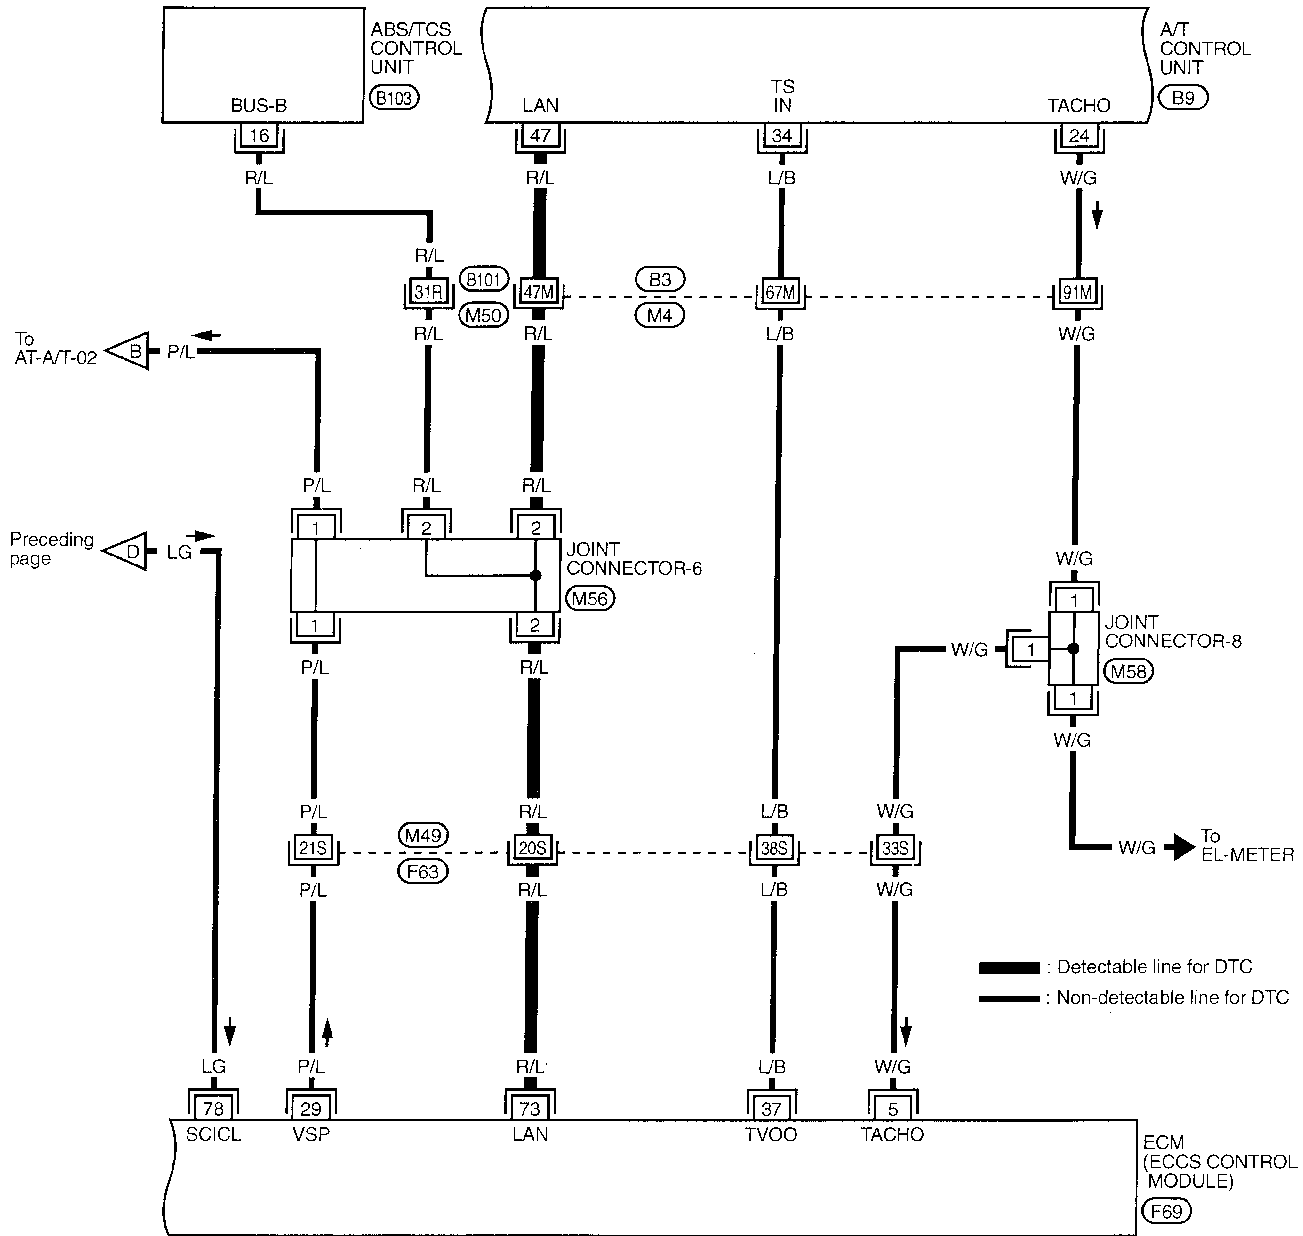 ABS/TCS
CONTROL
UNIT
B103
BUS-B
16
R/L
A/T
CONTROL
UNIT
B9
LAN
TS
IN
TACHO
47
34
24
R/L
L/B
W/G
R/L
31R
B101
M50
47M
B3
M4
67M
91M
R/L
R/L
L/B
W/G
To
AT-A/T-02
B
P/L
P/L
R/L
R/L
1
2
2
Preceding
page
D
LG
JOINT
CONNECTOR-6
M56
1
2
P/L
R/L
W/G
1
JOINT
CONNECTOR-8
M58
W/G
1
1
W/G
P/L
R/L
L/B
W/G
21S
M49
F63
20S
38S
33S
P/L
R/L
L/B
W/G
W/G
To
EL-METER
: Detectable line for DTC
: Non-detectable line for DTC
LG
P/L
R/L
L/B
W/G
78
29
73
37
5
SCICL
VSP
LAN
TVOO
TACHO
ECM
(ECCS CONTROL
MODULE)
F69